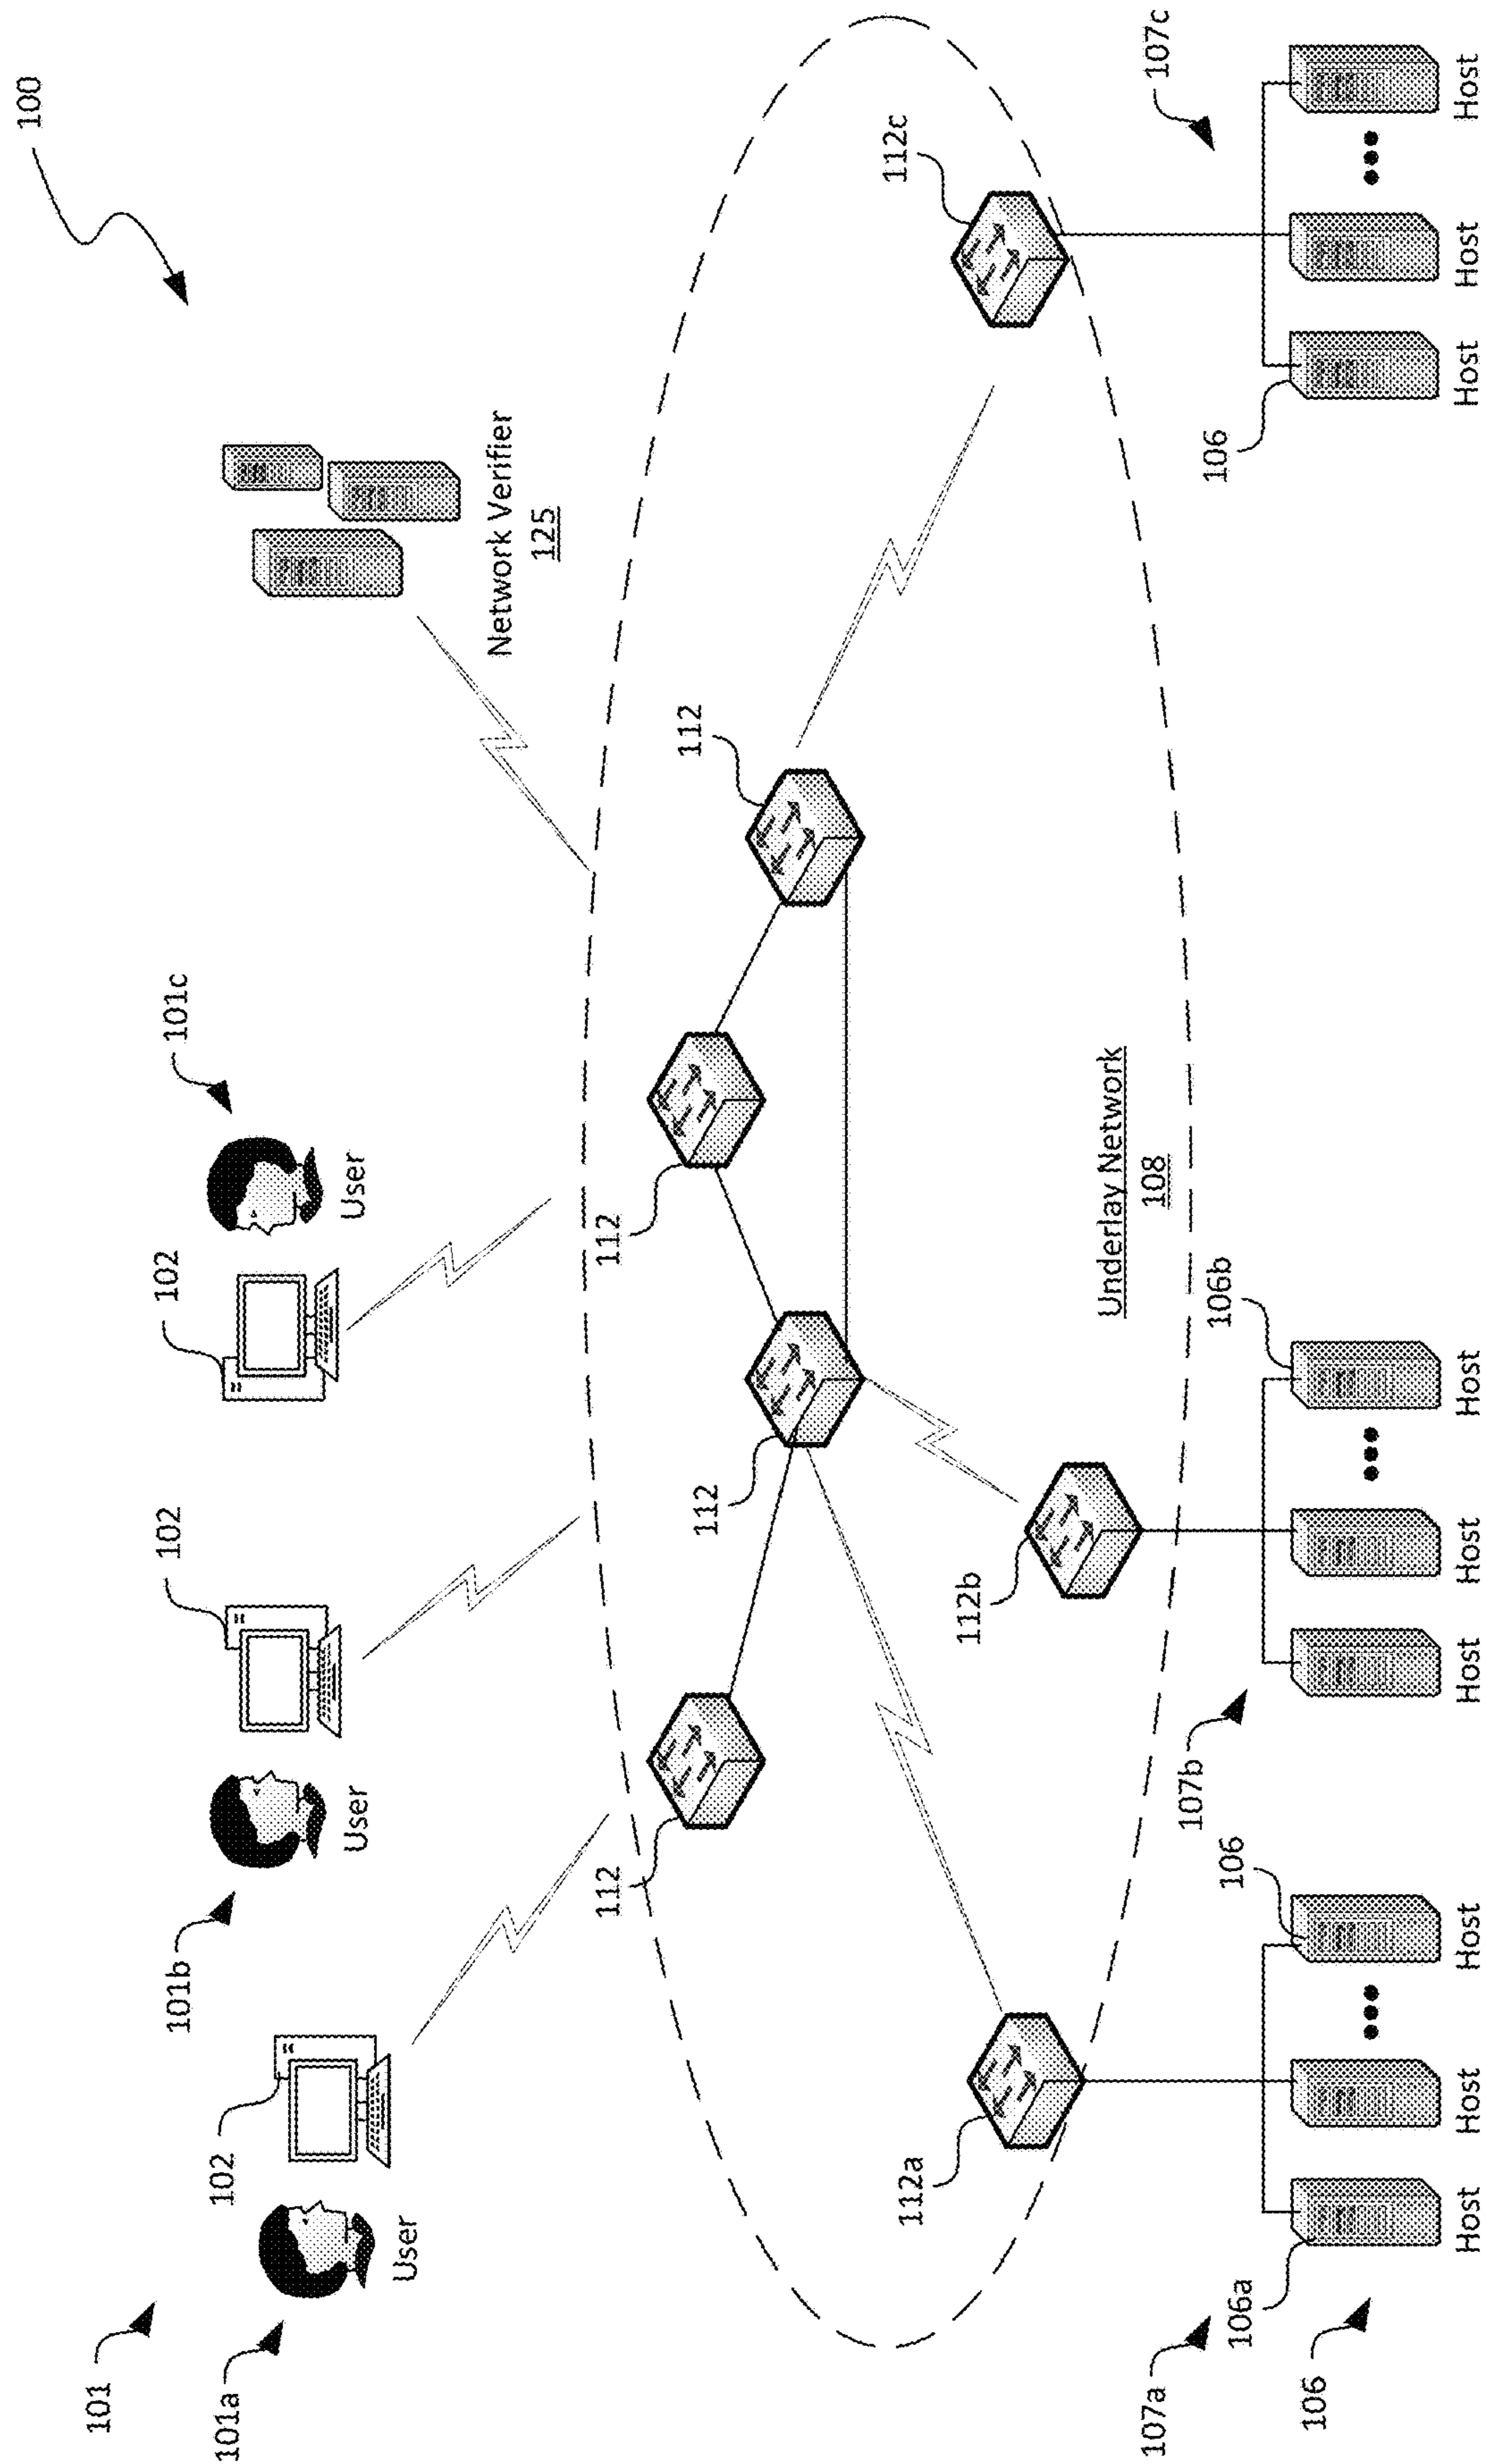 100
101
101a
User
102
101b
User
102
102
101c
User
Network Verifier
125
112
112
112
112
112a
112b
112c
Underlay Network
108
107a
106a
106
106
107b
106b
107c
106
Host
Host
Host
Host
Host
Host
Host
Host
Host